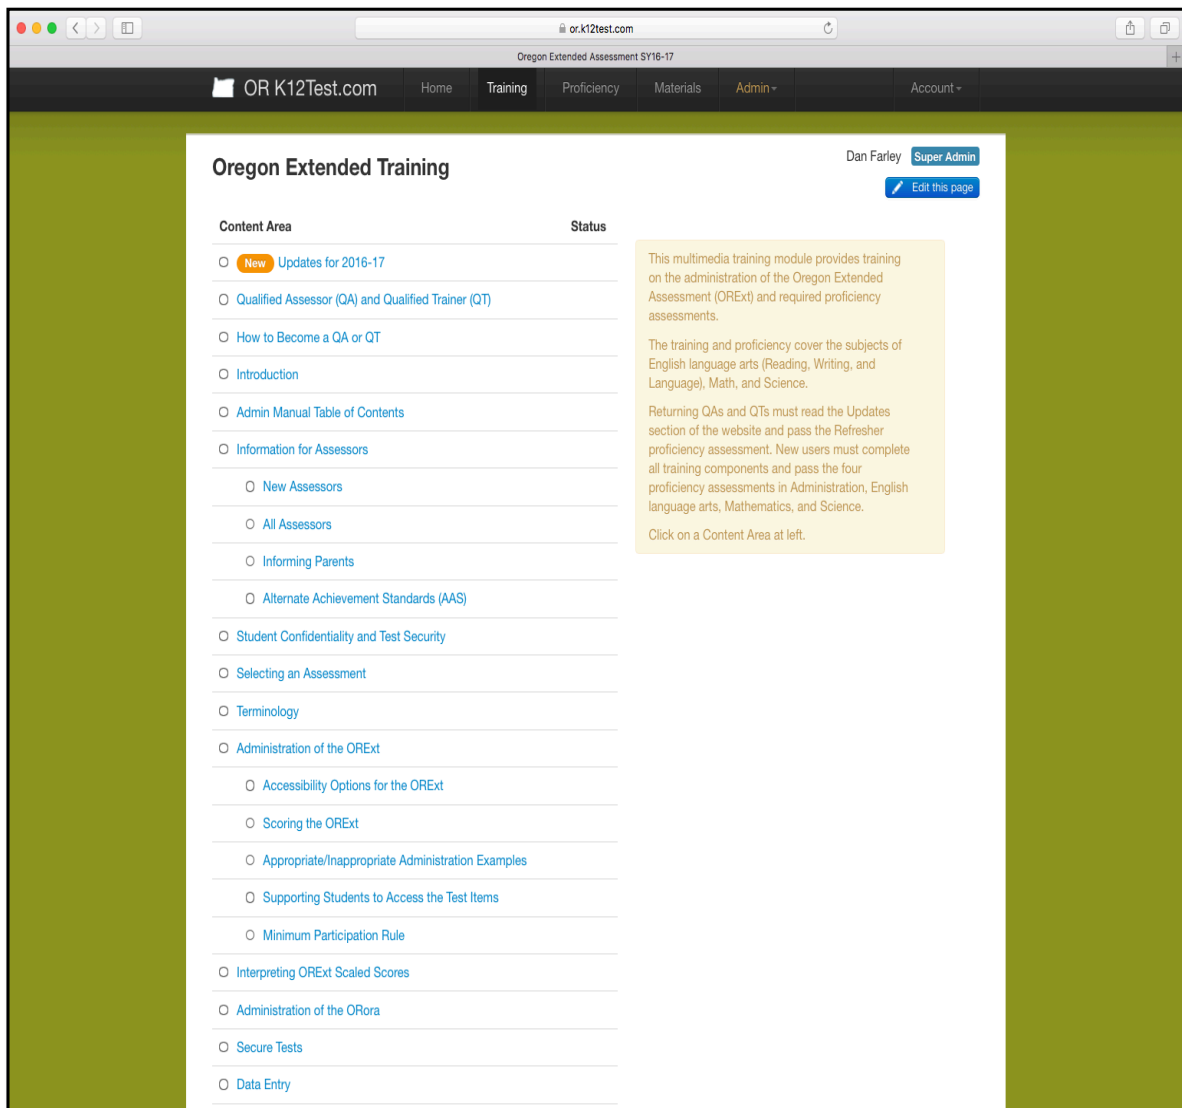 or.k12test.com
Oregon Extended Assessment SY16-17
OR K12Test.com Home Training Proficiency Materials Admin Account
Oregon Extended Training
Dan Farley Super Admin
Edit this page
Content Area Status
New Updates for 2016-17
Qualified Assessor (QA) and Qualified Trainer (QT)
How to Become a QA or QT
Introduction
Admin Manual Table of Contents
Information for Assessors
New Assessors
All Assessors
Informing Parents
Alternate Achievement Standards (AAS)
Student Confidentiality and Test Security
Selecting an Assessment
Terminology
Administration of the ORExt
Accessibility Options for the ORExt
Scoring the ORExt
Appropriate/Inappropriate Administration Examples
Supporting Students to Access the Test Items
Minimum Participation Rule
Interpreting ORExt Scaled Scores
Administration of the ORora
Secure Tests
Data Entry
This multimedia training module provides training
on the administration of the Oregon Extended
Assessment (ORExt) and required proficiency
assessments.
The training and proficiency cover the subjects of
English language arts (Reading, Writing, and
Language), Math, and Science.
Returning QAs and QTs must read the Updates
section of the website and pass the Refresher
proficiency assessment. New users must complete
all training components and pass the four
proficiency assessments in Administration, English
language arts, Mathematics, and Science.
Click on a Content Area at left.